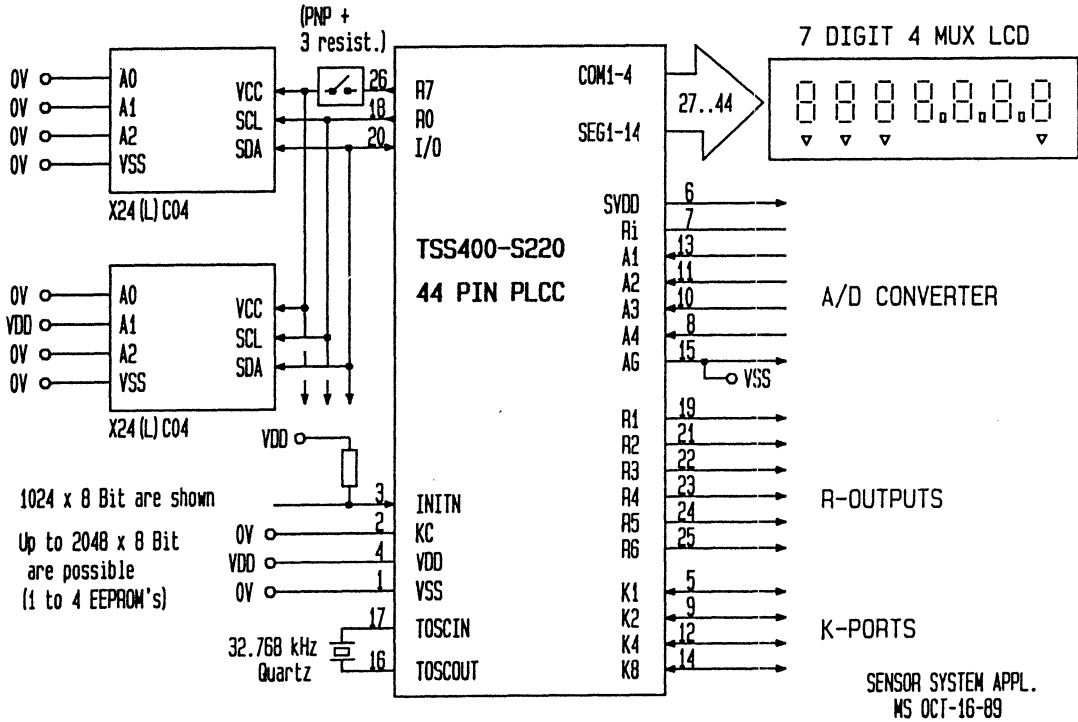 (PNP +
3 resist.)
7 DIGIT 4 MUX LCD
0V A0 VCC 26 R7 COM1-4
0V A1 SCL 18 R0 27..44
0V A2 SDA 20 I/O SEG1-14
0V VSS
X24(L)C04
SVDD 6
Ri 7
TSS400-S220
44 PIN PLCC
A1 13
A2 11
A3 10
A4 8
AG 15
VSS
A/D CONVERTER
0V A0 VCC
VDD A1 SCL
0V A2 SDA
0V VSS
X24(L)C04
VDD
R1 19
R2 21
R3 22
R4 23
R5 24
R6 25
R-OUTPUTS
1024 x 8 Bit are shown
Up to 2048 x 8 Bit
are possible
(1 to 4 EEPROM's)
3 INITN
0V 2 KC
VDD 4 VDD
0V 1 VSS
17 TOSCIN
32.768 kHz
Quartz
16 TOSCOUT
K1 5
K2 9
K4 12
K8 14
K-PORTS
SENSOR SYSTEM APPL.
MS OCT-16-89